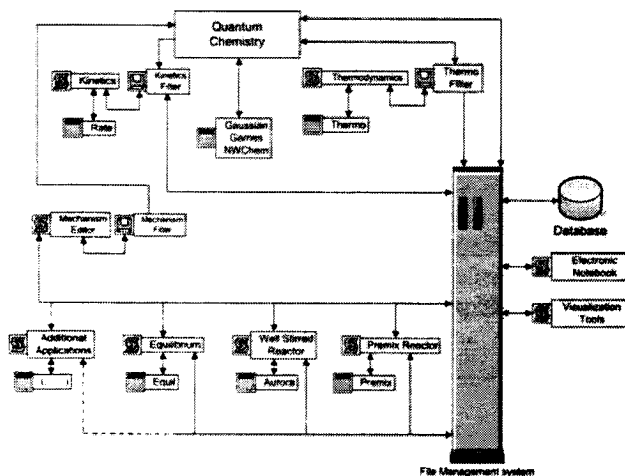 Quantum
Chemistry
Kinetics
Kinetics
Filter
Thermodynamics
Thermo
Filter
Rate
Gaussian
Games
NWChem
Thermo
Mechanism
Editor
Mechanism
Filter
Database
Electronic
Notebook
Visualization
Tools
Additional
Applications
Equilibrium
Well Stirred
Reactor
Premix Reactor
Equil
Aurora
Premix
File Management system